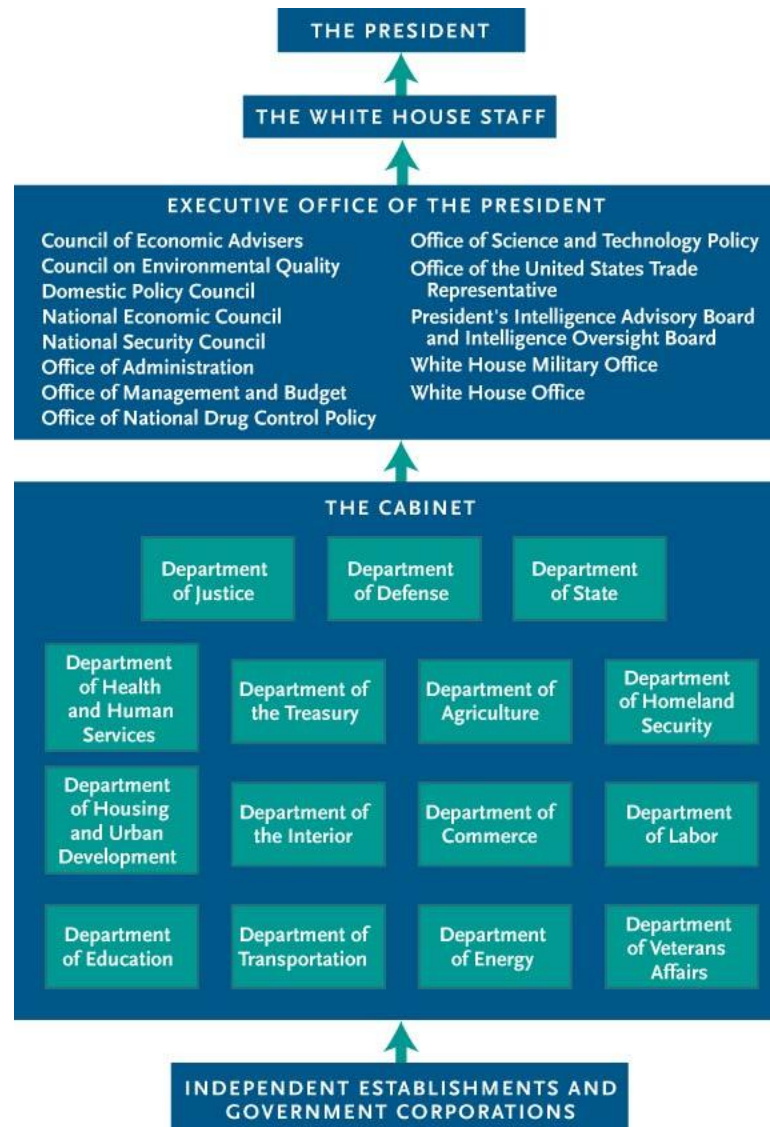 THE PRESIDENT
THE WHITE HOUSE STAFF
EXECUTIVE OFFICE OF THE PRESIDENT
Council of Economic Advisers
Council on Environmental Quality
Domestic Policy Council
National Economic Council
National Security Council
Office of Administration
Office of Management and Budget
Office of National Drug Control Policy
Office of Science and Technology Policy
Office of the United States Trade
Representative
President's Intelligence Advisory Board
and Intelligence Oversight Board
White House Military Office
White House Office
THE CABINET
Department
of Justice
Department
of Defense
Department
of State
Department
of Health
and Human
Services
Department of
the Treasury
Department of
Agriculture
Department
of Homeland
Security
Department
of Housing
and Urban
Development
Department of
the Interior
Department of
Commerce
Department
of Labor
Department
of Education
Department of
Transportation
Department
of Energy
Department
of Veterans
Affairs
INDEPENDENT ESTABLISHMENTS AND
GOVERNMENT CORPORATIONS